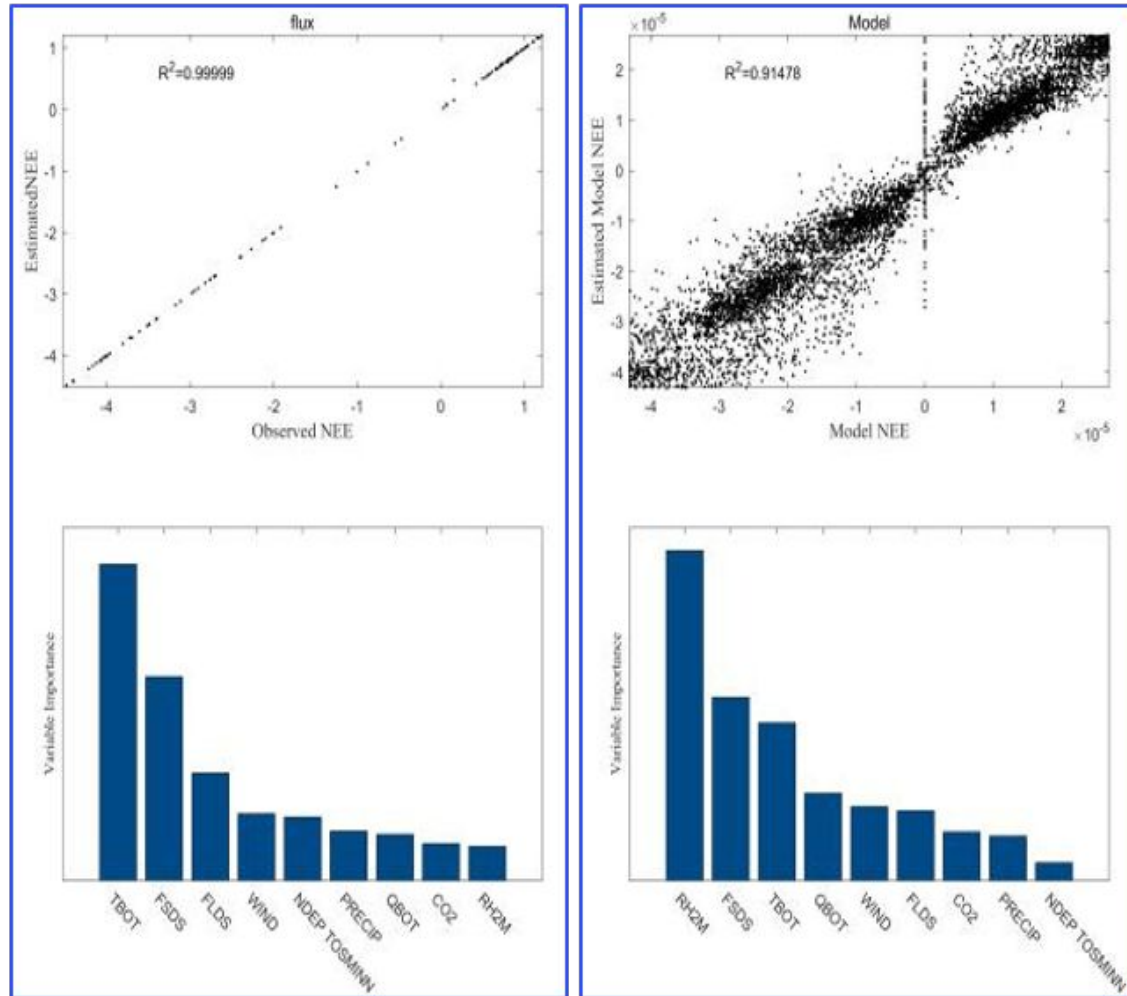 flux
R²=0.99999
1
0
-1
-2
-3
-4
EstimatedNEE
-4
-3
-2
-1
0
1
Observed NEE
Variable Importance
TBOT
FSDS
FLDS
WIND
NDEP TOSMINN
PRECIP
QBOT
CO2
RH2M
×10⁻⁵
Model
R²=0.91478
2
1
0
-1
-2
-3
-4
Estimated Model NEE
-4
-3
-2
-1
0
1
2
Model NEE
×10⁻⁵
Variable Importance
RH2M
FSDS
TBOT
QBOT
WIND
FLDS
CO2
PRECIP
NDEP TOSMINN